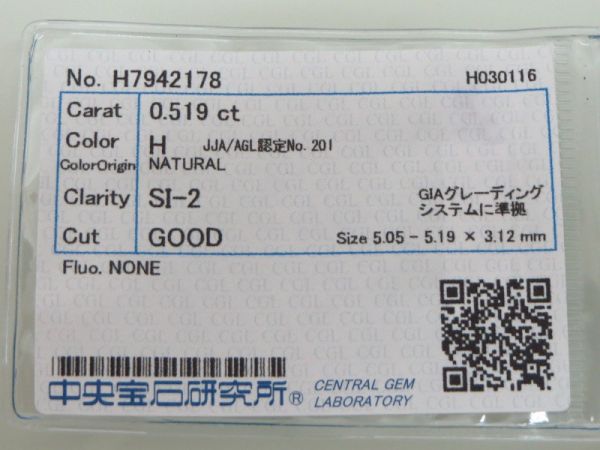 No. H7942178 H030116
Carat 0.519 ct
Color H JJA/AGL認定No. 201
ColorOrigin NATURAL
Clarity SI-2 GIAグレーディング
システムに準拠
Cut GOOD Size 5.05 - 5.19 × 3.12 mm
Fluo. NONE
中央宝石研究所® CENTRAL GEM
LABORATORY